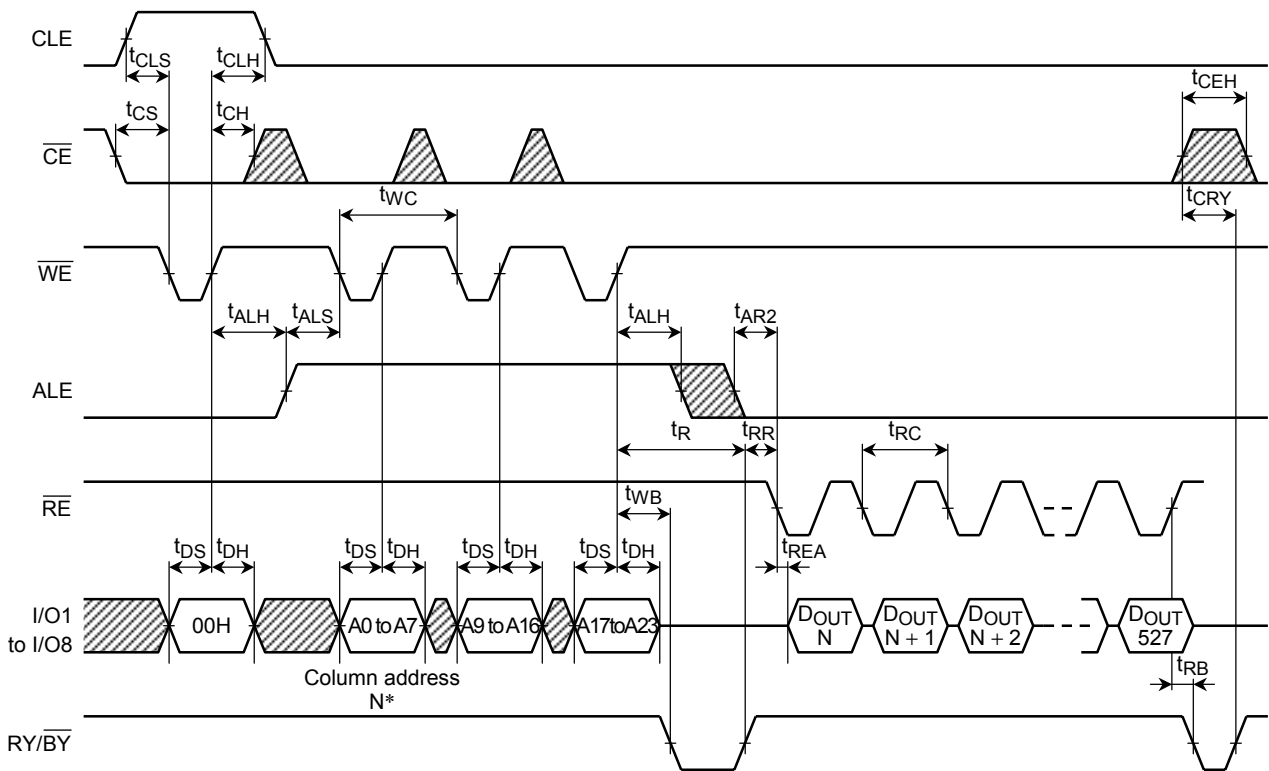 CLE
tCLS
tCLH
tCEH
tCS
tCH
CE
tWC
tCRY
WE
tALH
tALS
tALH
tAR2
ALE
tR
tRR
tRC
RE
tWB
tREA
tDS
tDH
tDS
tDH
tDS
tDH
tDS
tDH
I/O1
to I/O8
00H
A0 to A7
A9 to A16
A17 to A23
DOUT
N
DOUT
N + 1
DOUT
N + 2
DOUT
527
tRB
Column address
N*
RY/BY